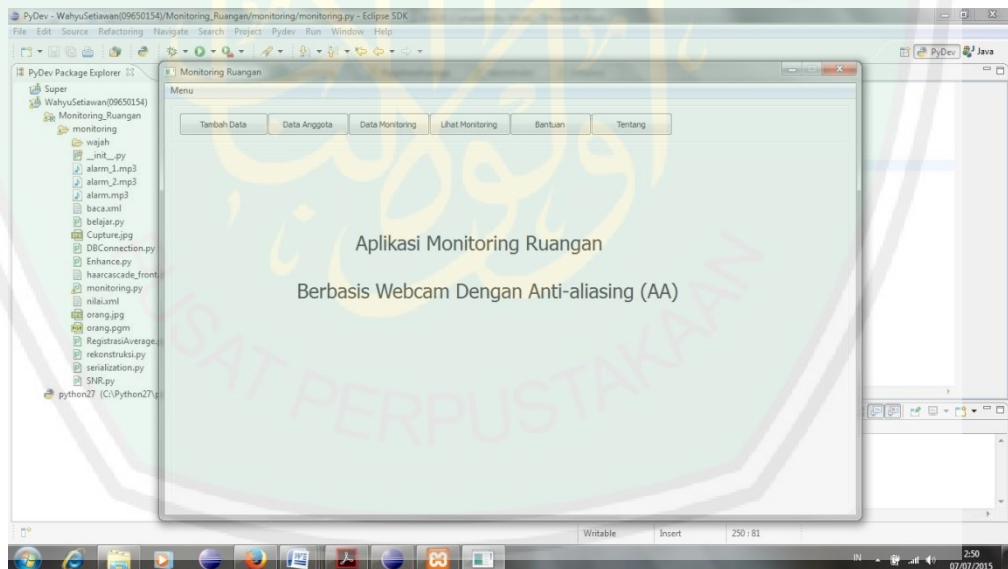 PyDev - WahyuSetiawan(09650154)/Monitoring_Ruangan/monitoring/monitoring.py - Eclipse SDK
File Edit Source Refactoring Navigate Search Project Pydev Run Window Help
PyDev Java
PyDev Package Explorer
Super
WahyuSetiawan(09650154)
Monitoring_Ruangan
monitoring
wajah
__init__.py
alarm_1.mp3
alarm_2.mp3
alarm.mp3
baca.xml
belajar.py
Cupture.jpg
DBConnection.py
Enhance.py
haarcascade_front
monitoring.py
nilai.xml
orang.jpg
orang.pgm
RegistrasiAverage.
rekonstruksi.py
serialization.py
SNR.py
python27 (C:\Python27\p
Monitoring Ruangan
Menu
Tambah Data Data Anggota Data Monitoring Lihat Monitoring Bantuan Tentang
Aplikasi Monitoring Ruangan
Berbasis Webcam Dengan Anti-aliasing (AA)
PUSAT PERPUSTAKAAN
Writable Insert 250 : 81
IN 2:50
07/07/2015